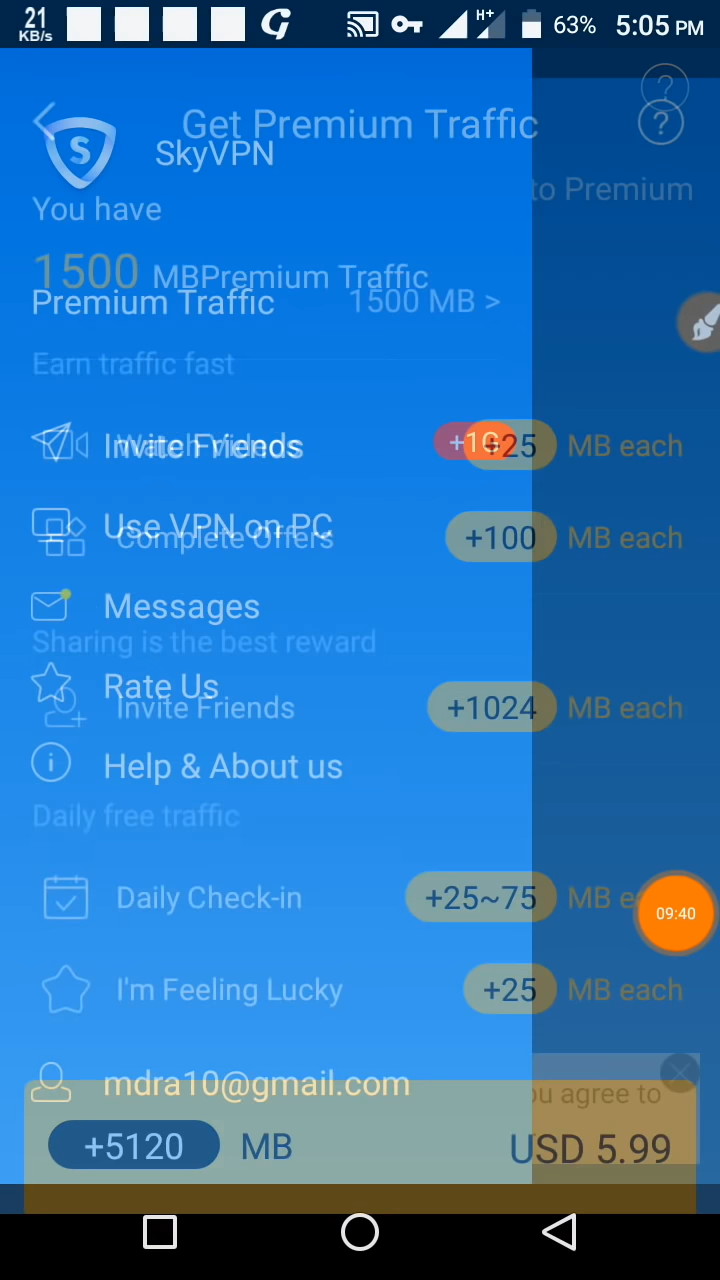 21
KB/s
H+
63%
5:05 PM
Get Premium Traffic
?
?
S
SkyVPN
to Premium
You have
1500 MBPremium Traffic
Premium Traffic
1500 MB >
Earn traffic fast
Invite Friends
+1G
+25
MB each
Use VPN on PC
Complete Offers
+100
MB each
Messages
Sharing is the best reward
Rate Us
Invite Friends
+1024
MB each
Help & About us
Daily free traffic
Daily Check-in
+25~75
MB e
09:40
I'm Feeling Lucky
+25
MB each
mdra10@gmail.com
ou agree to
+5120 MB
USD 5.99